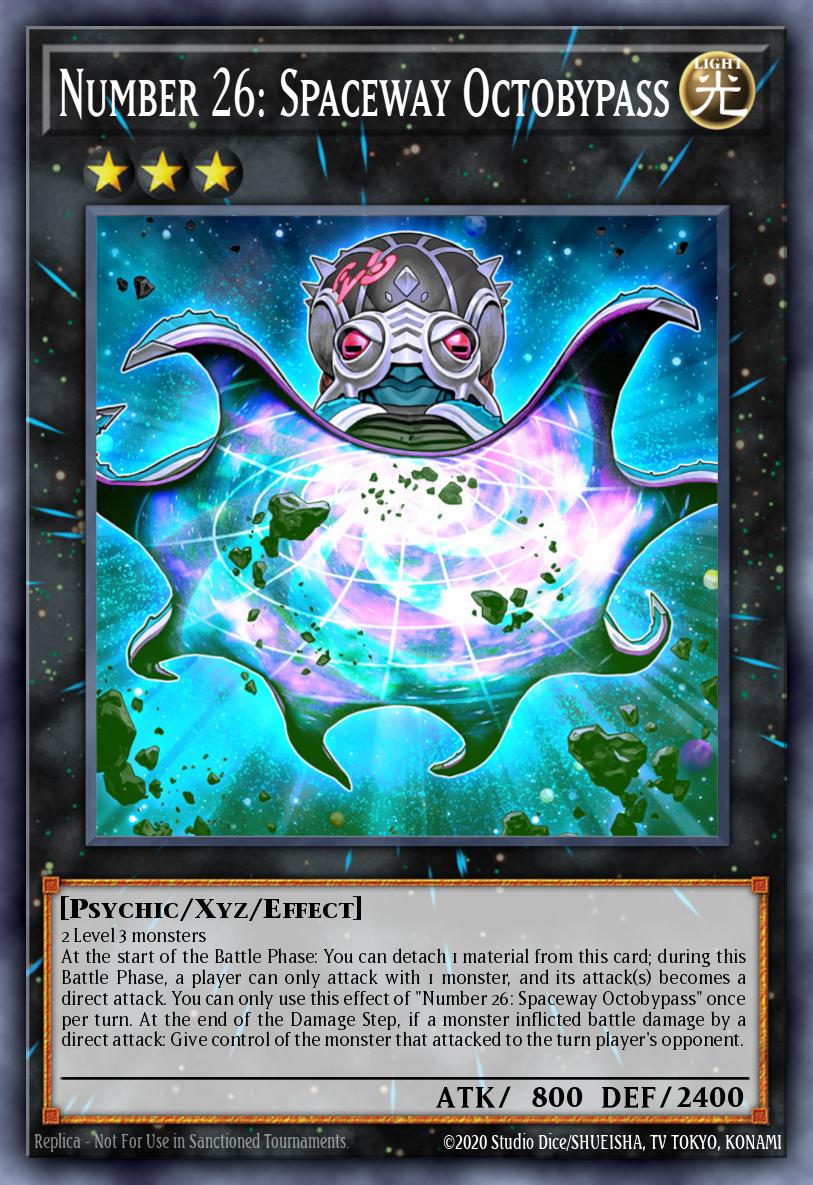 Number 26: Spaceway Octobypass
LIGHT
光
26
[Psychic/Xyz/Effect]
2 Level 3 monsters
At the start of the Battle Phase: You can detach 1 material from this card; during this
Battle Phase, a player can only attack with 1 monster, and its attack(s) becomes a
direct attack. You can only use this effect of "Number 26: Spaceway Octobypass" once
per turn. At the end of the Damage Step, if a monster inflicted battle damage by a
direct attack: Give control of the monster that attacked to the turn player's opponent.
ATK/ 800 DEF/2400
Replica - Not For Use in Sanctioned Tournaments.
©2020 Studio Dice/SHUEISHA, TV TOKYO, KONAMI